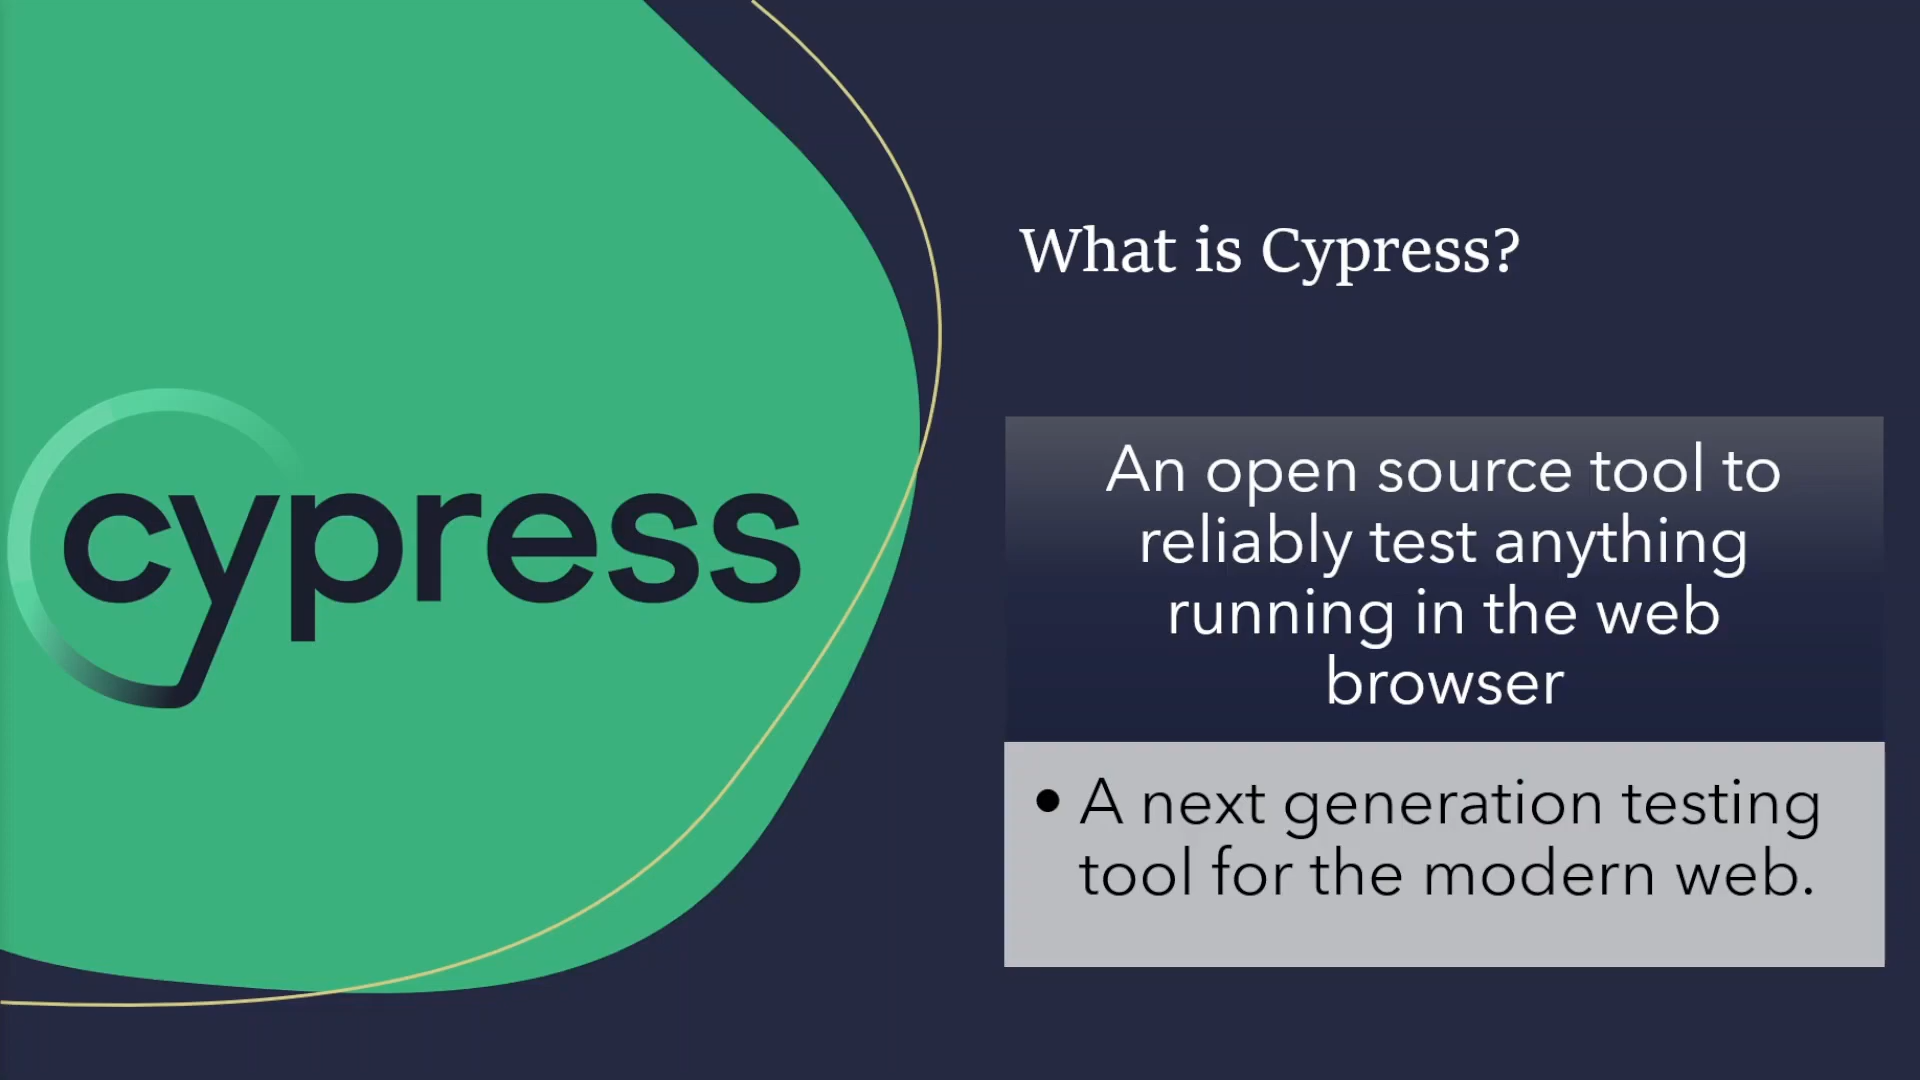 cypress
What is Cypress?
An open source tool to
reliably test anything
running in the web
browser
• A next generation testing
tool for the modern web.